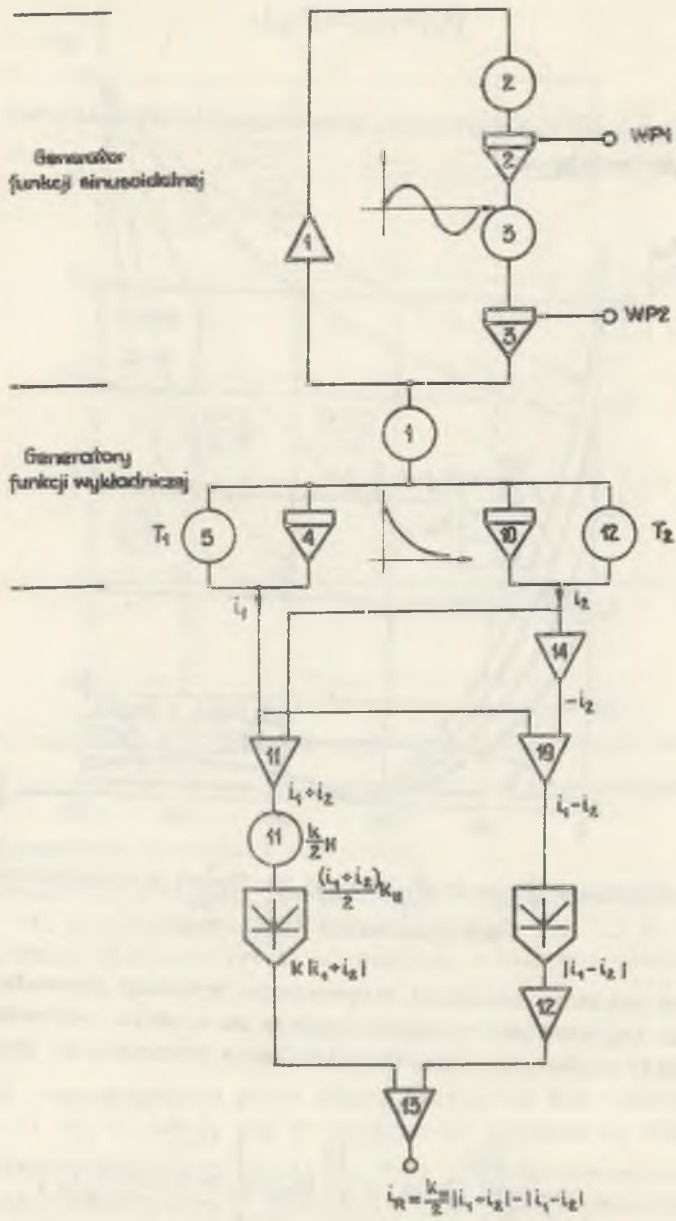 2
WP1
Generator
funkcji sinusoidalnej
2
1
3
WP2
3
1
Generatory
funkcji wykładniczej
T₁
5
4
10
12
T₂
i₁
i₂
14
-i₂
11
19
i₁+i₂
i₁-i₂
11
k/2 H
(i₁+i₂)/2 KH
K|i₁+i₂|
|i₁-i₂|
12
15
iR = kH/2 |i₁+i₂| - |i₁-i₂|